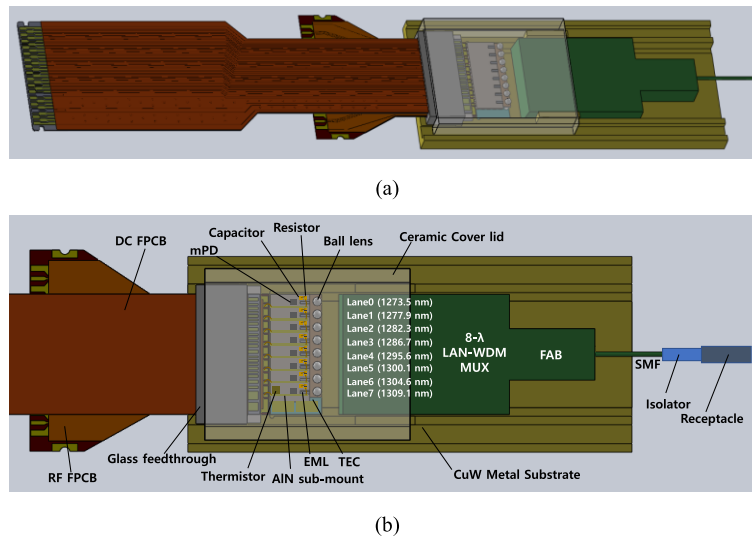 (a)
DC FPCB
Capacitor
Resistor
mPD
Ball lens
Ceramic Cover lid
Lane0 (1273.5 nm)
Lane1 (1277.9 nm)
Lane2 (1282.3 nm)
Lane3 (1286.7 nm)
Lane4 (1295.6 nm)
Lane5 (1300.1 nm)
Lane6 (1304.6 nm)
Lane7 (1309.1 nm)
8-λ
LAN-WDM
MUX
FAB
SMF
Isolator
Receptacle
RF FPCB
Glass feedthrough
Thermistor
EML
TEC
AlN sub-mount
CuW Metal Substrate
(b)